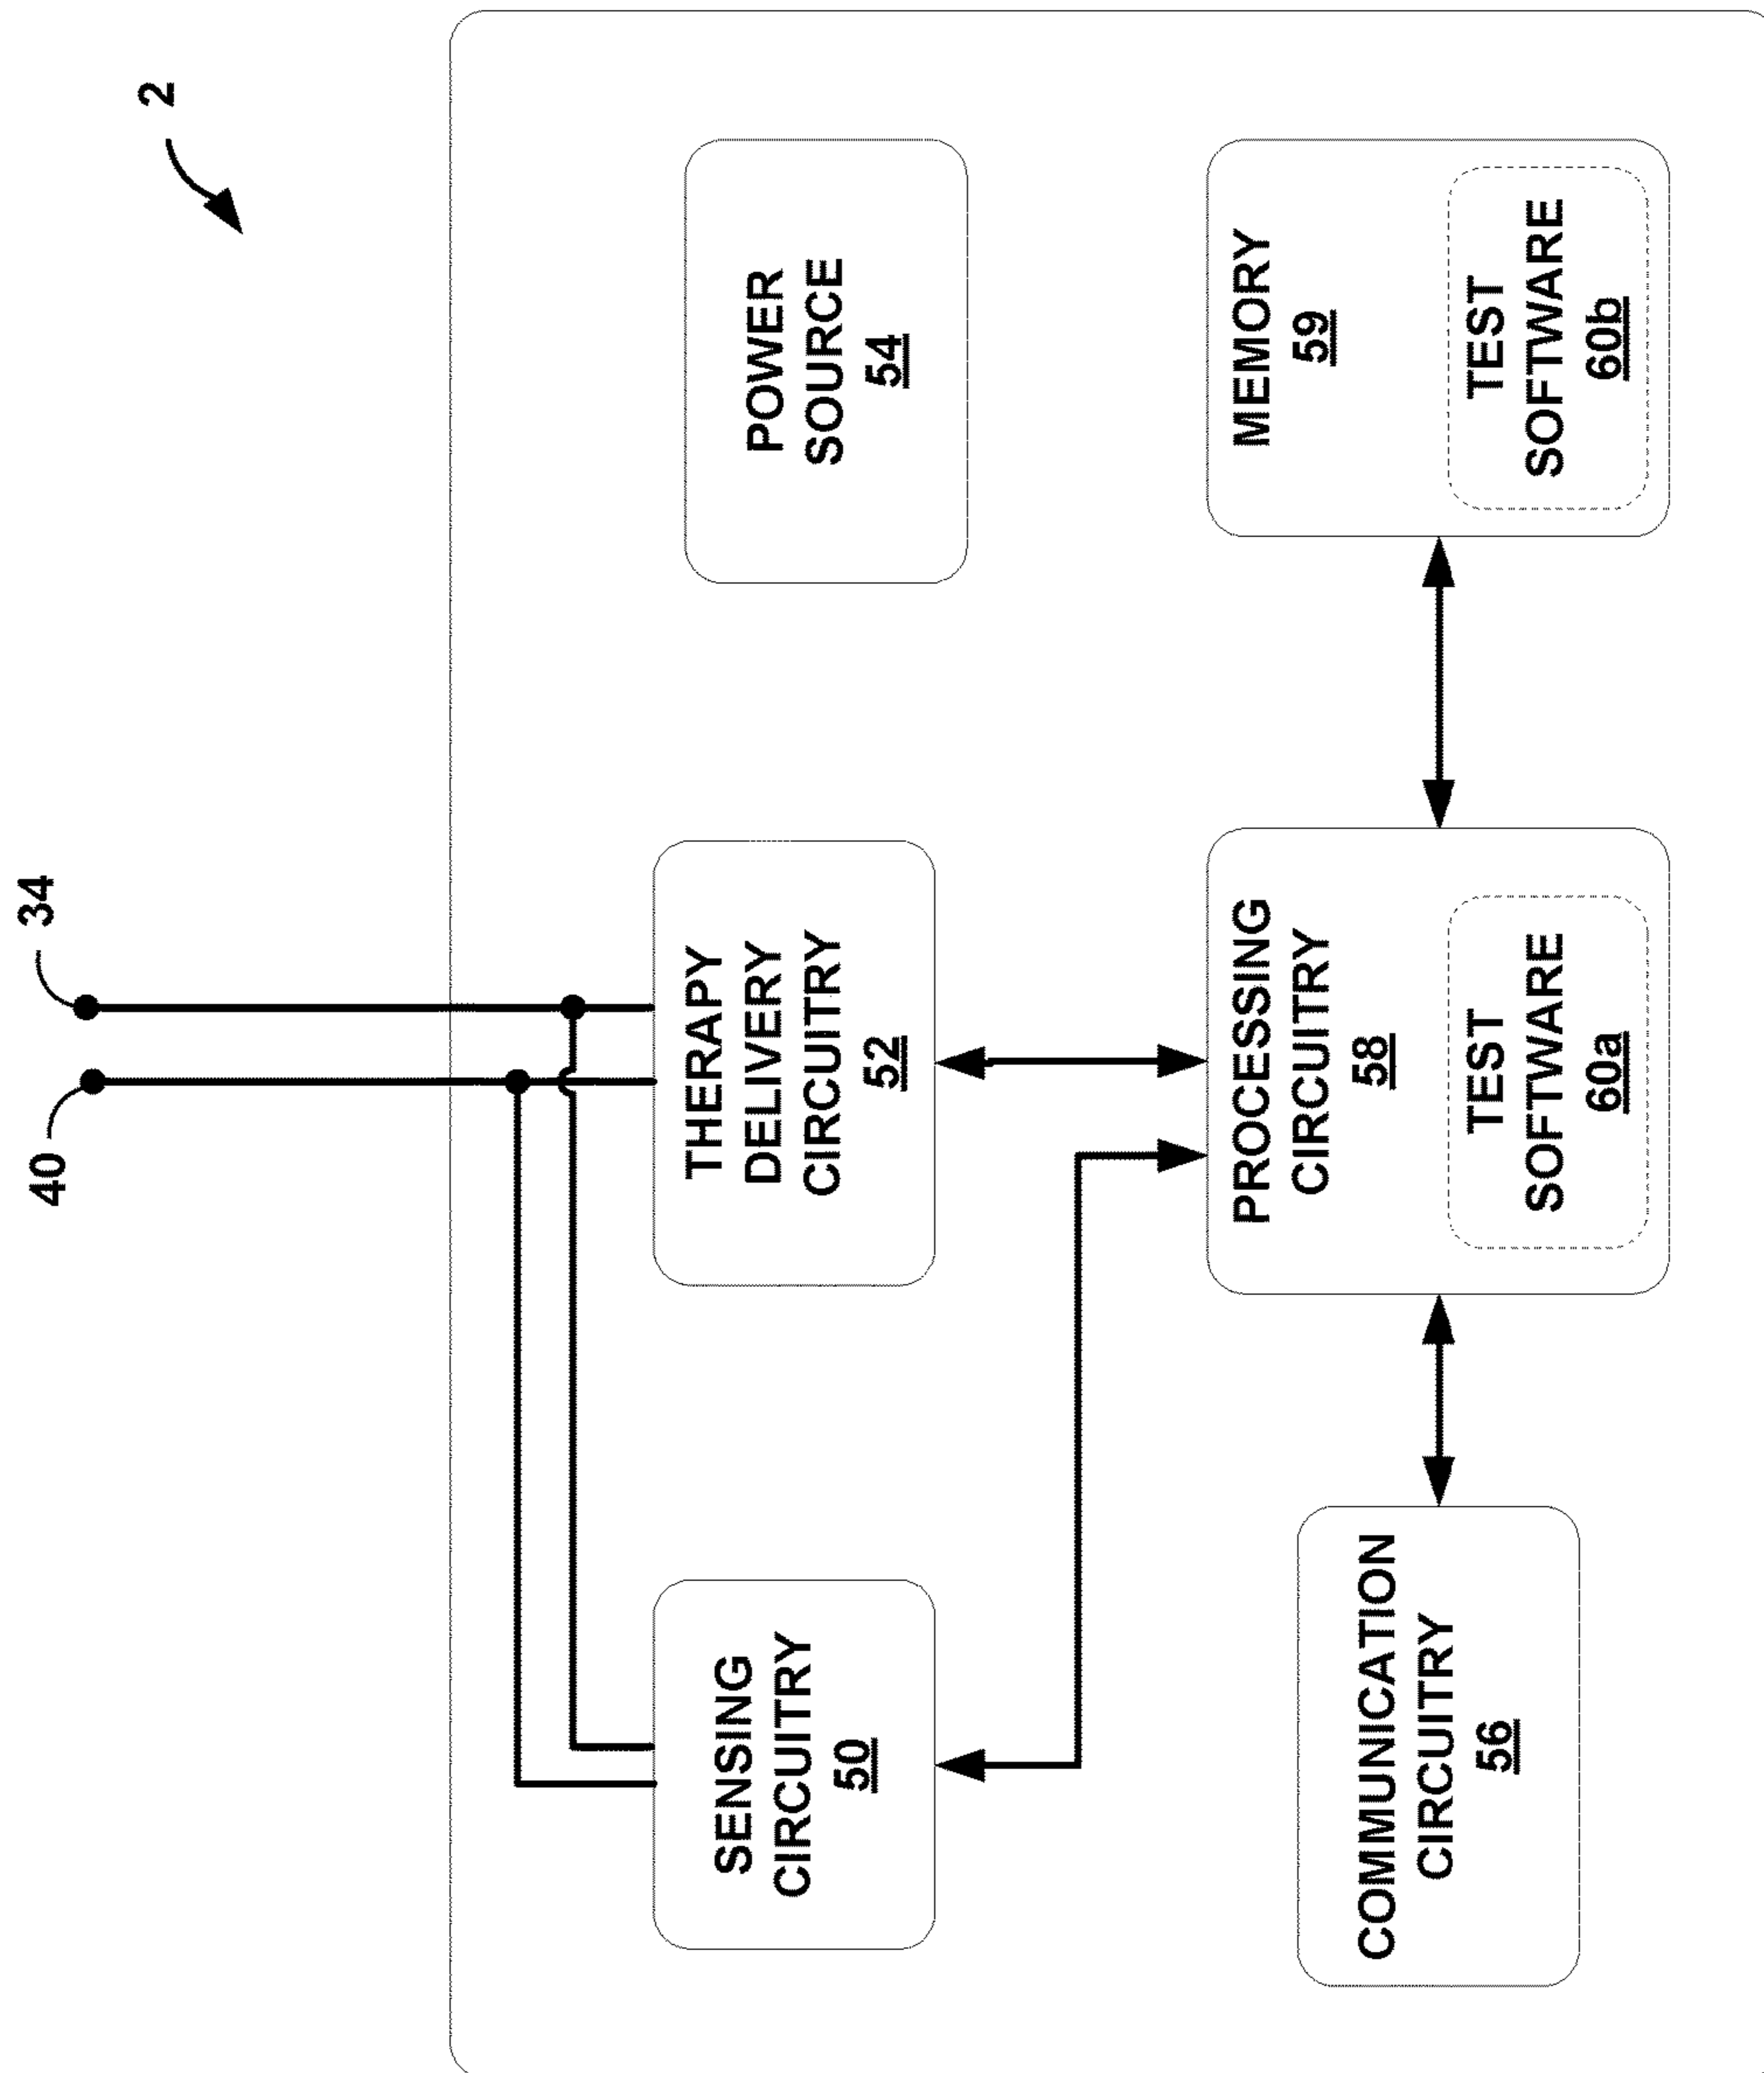 2
40
34
SENSING
CIRCUITRY
50
THERAPY
DELIVERY
CIRCUITRY
52
POWER
SOURCE
54
COMMUNICATION
CIRCUITRY
56
PROCESSING
CIRCUITRY
58
TEST
SOFTWARE
60a
MEMORY
59
TEST
SOFTWARE
60b